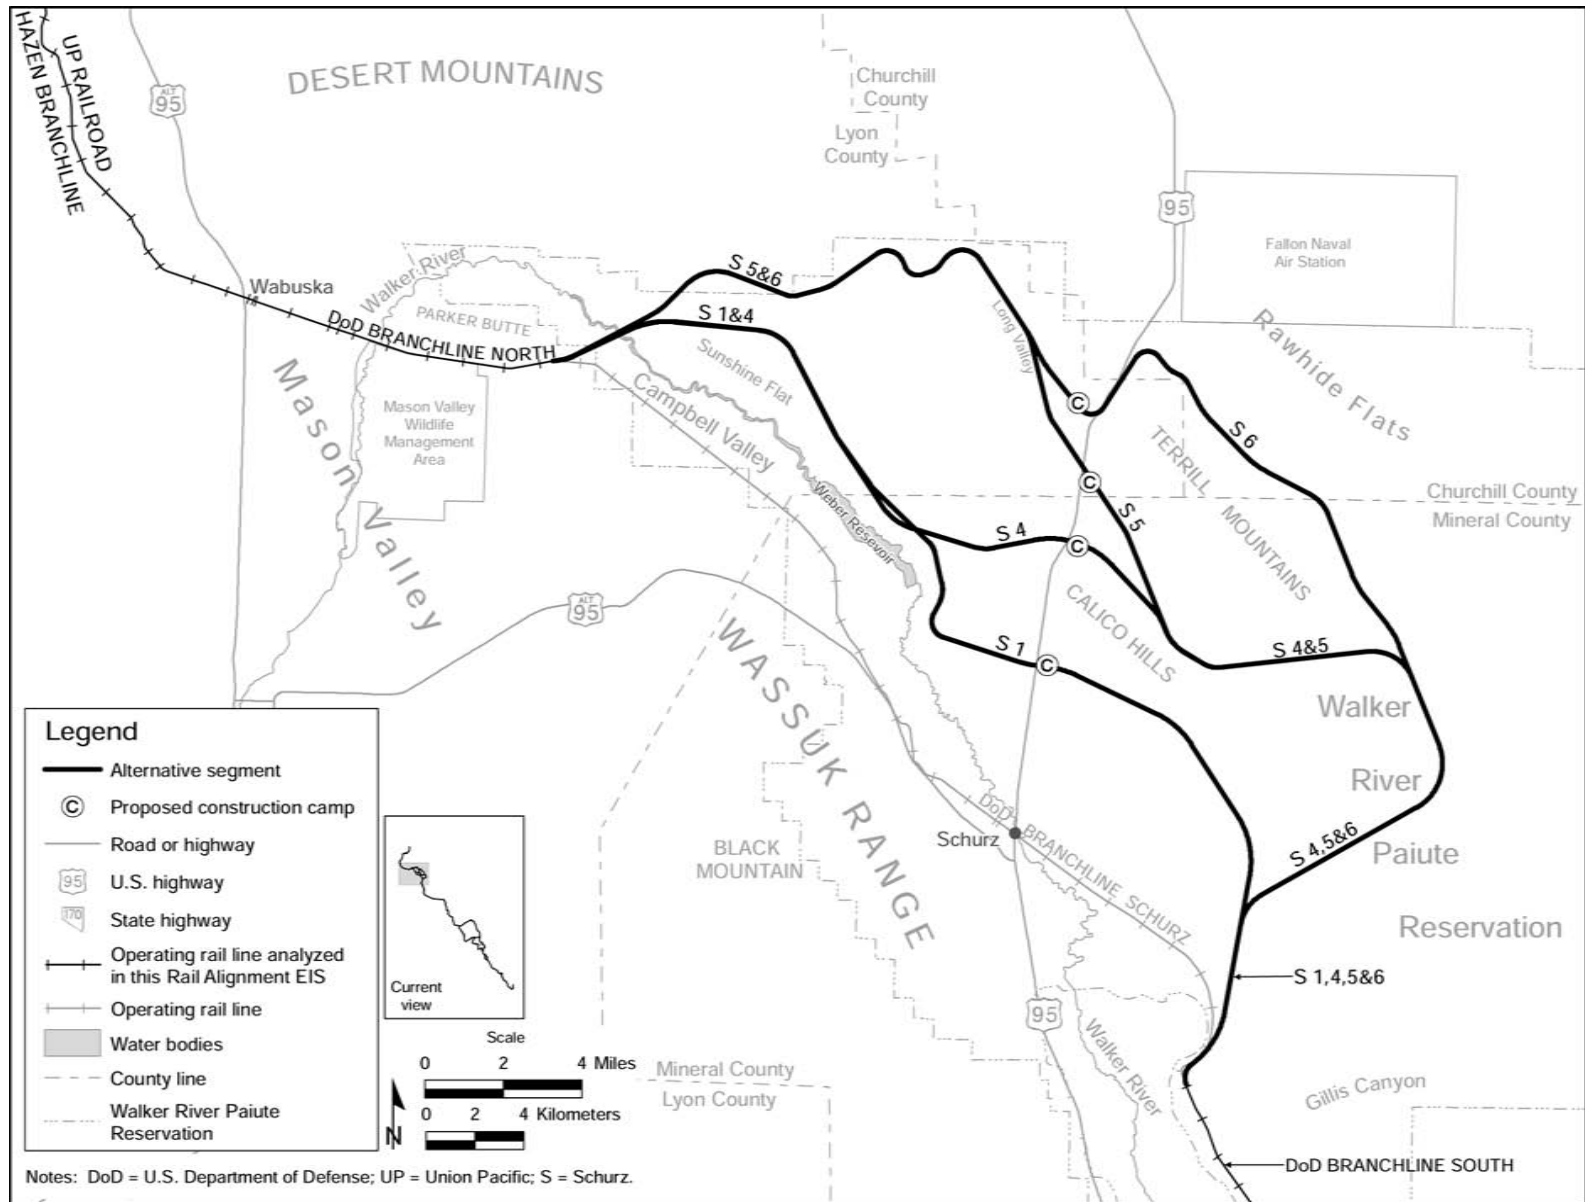 UP RAILROAD
HAZEN BRANCHLINE
ALT
95
DESERT MOUNTAINS
Churchill
County
Lyon
County
95
Fallon Naval
Air Station
Wabuska
Walker River
PARKER BUTTE
DoD BRANCHLINE NORTH
S 5&6
S 1&4
Sunshine Flat
Long Valley
Rawhide Flats
Mason Valley
Mason Valley
Wildlife
Management
Area
Campbell Valley
Weber Resevoir
C
C
C
C
S 6
S 5
S 4
S 1
TERRILL
MOUNTAINS
Churchill County
Mineral County
CALICO HILLS
S 4&5
ALT
95
WASSUK RANGE
Walker
River
Paiute
Reservation
S 4,5&6
S 1,4,5&6
Schurz
DoD BRANCHLINE SCHURZ
BLACK
MOUNTAIN
95
Walker River
Gillis Canyon
Mineral County
Lyon County
DoD BRANCHLINE SOUTH
Legend
Alternative segment
C Proposed construction camp
Road or highway
95 U.S. highway
170 State highway
Operating rail line analyzed
in this Rail Alignment EIS
Operating rail line
Water bodies
County line
Walker River Paiute
Reservation
Current
view
Scale
0 2 4 Miles
0 2 4 Kilometers
N
Notes: DoD = U.S. Department of Defense; UP = Union Pacific; S = Schurz.